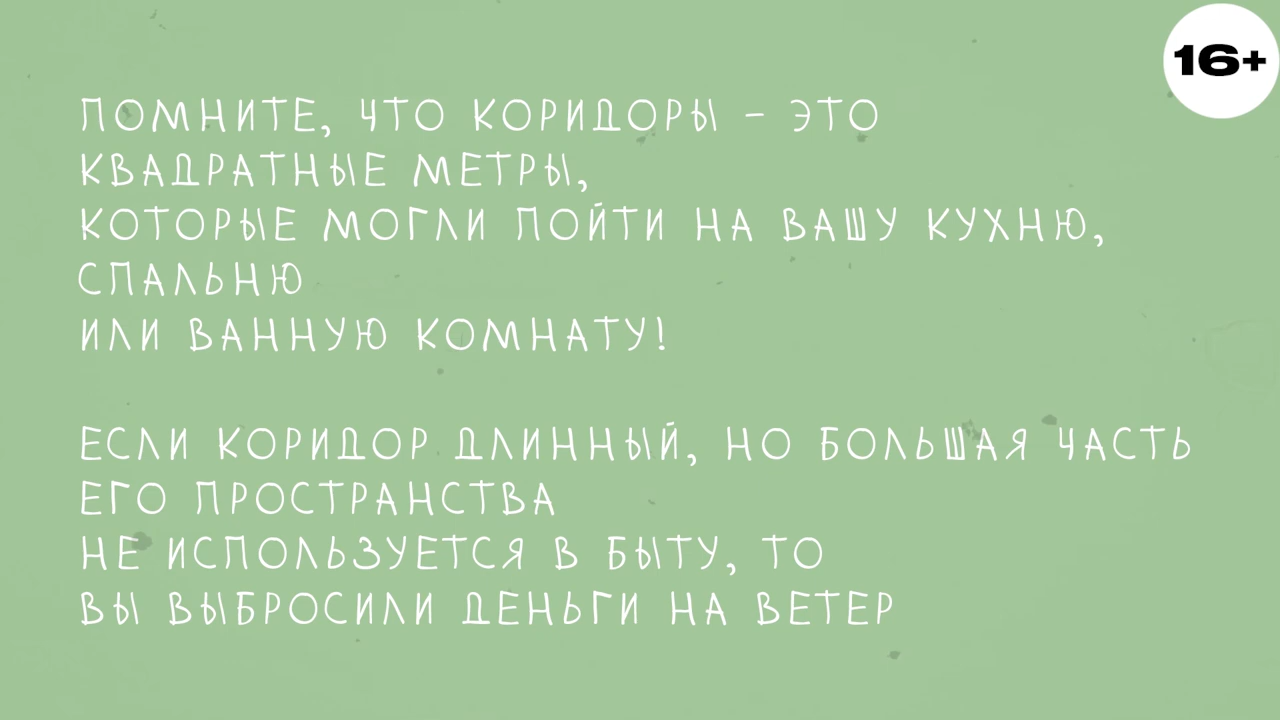 16+
ПОМНИТЕ, ЧТО КОРИДОРЫ - ЭТО
КВАДРАТНЫЕ МЕТРЫ,
КОТОРЫЕ МОГЛИ ПОЙТИ НА ВАШУ КУХНЮ,
СПАЛЬНЮ
ИЛИ ВАННУЮ КОМНАТУ!
ЕСЛИ КОРИДОР ДЛИННЫЙ, НО БОЛЬШАЯ ЧАСТЬ
ЕГО ПРОСТРАНСТВА
НЕ ИСПОЛЬЗУЕТСЯ В БЫТУ, ТО
ВЫ ВЫБРОСИЛИ ДЕНЬГИ НА ВЕТЕР